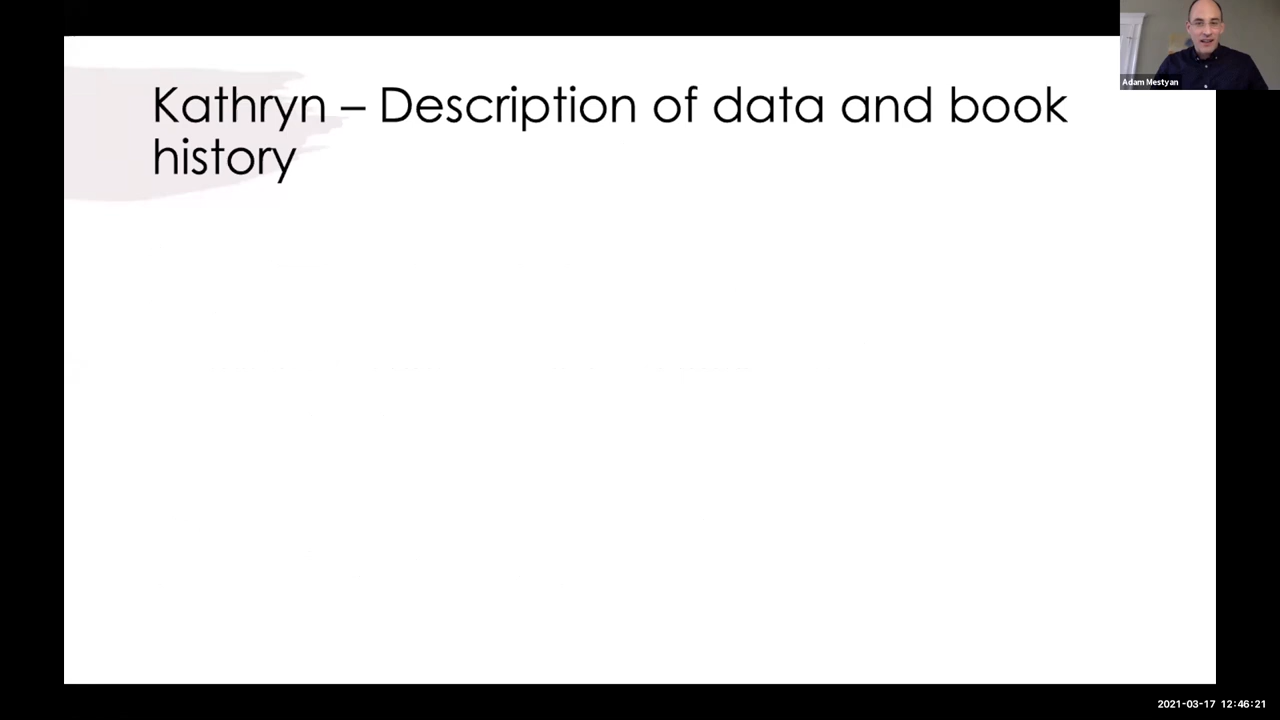 Kathryn – Description of data and book
history
Adam Mestyan
2021-03-17 12:46:21